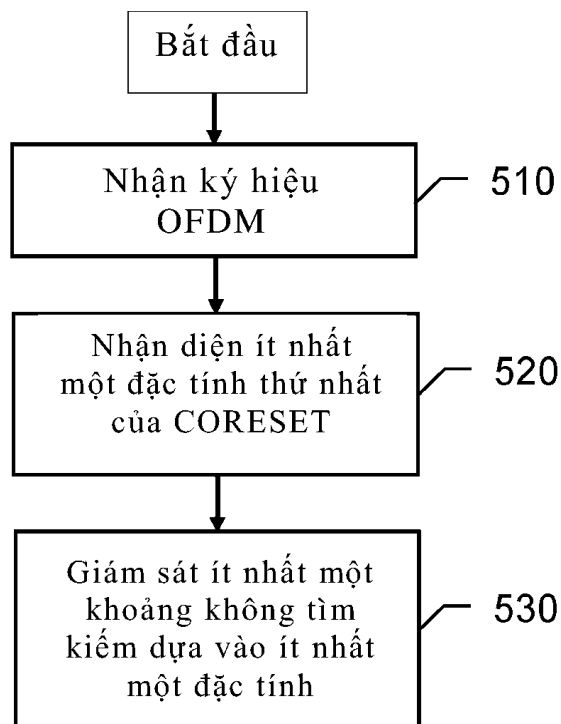 Bắt đầu
Nhận ký hiệu
OFDM
510
Nhận diện ít nhất
một đặc tính thứ nhất
của CORESET
520
Giám sát ít nhất một
khoảng không tìm
kiếm dựa vào ít nhất
một đặc tính
530